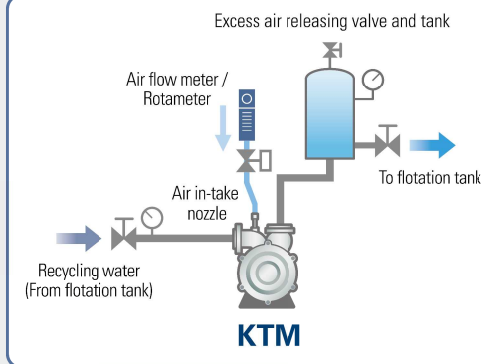 Excess air releasing valve and tank
Air flow meter /
Rotameter
Air in-take
nozzle
To flotation tank
Recycling water
(From flotation tank)
KTM